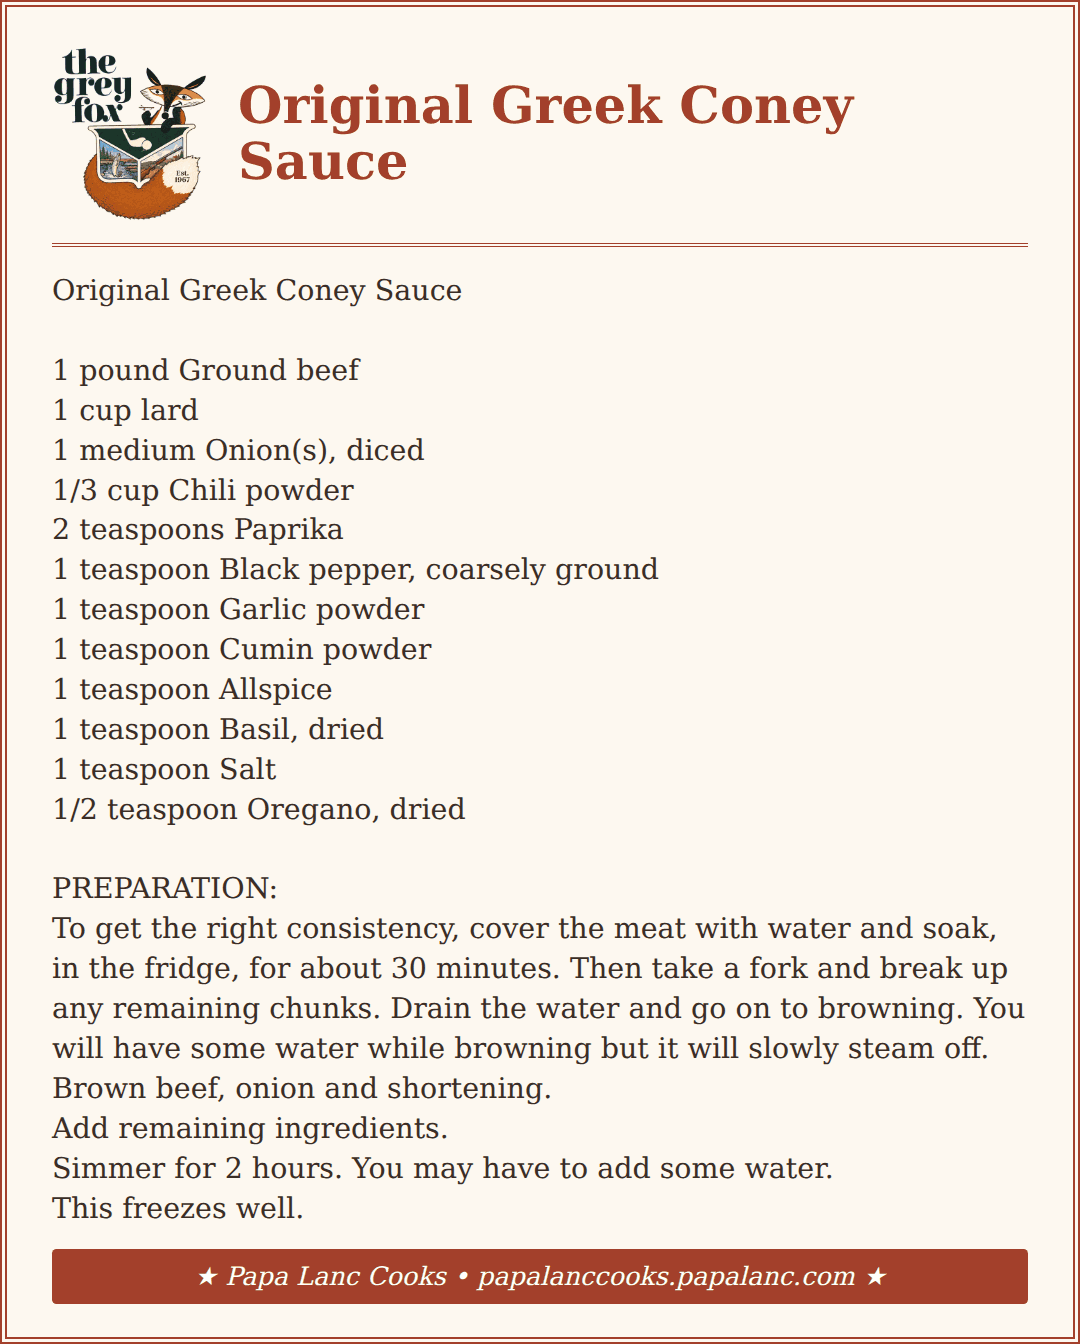 the
grey
fox
Est.
1967
Original Greek Coney
Sauce
Original Greek Coney Sauce
1 pound Ground beef
1 cup lard
1 medium Onion(s), diced
1/3 cup Chili powder
2 teaspoons Paprika
1 teaspoon Black pepper, coarsely ground
1 teaspoon Garlic powder
1 teaspoon Cumin powder
1 teaspoon Allspice
1 teaspoon Basil, dried
1 teaspoon Salt
1/2 teaspoon Oregano, dried
PREPARATION:
To get the right consistency, cover the meat with water and soak,
in the fridge, for about 30 minutes. Then take a fork and break up
any remaining chunks. Drain the water and go on to browning. You
will have some water while browning but it will slowly steam off.
Brown beef, onion and shortening.
Add remaining ingredients.
Simmer for 2 hours. You may have to add some water.
This freezes well.
★ Papa Lanc Cooks • papalanccooks.papalanc.com ★